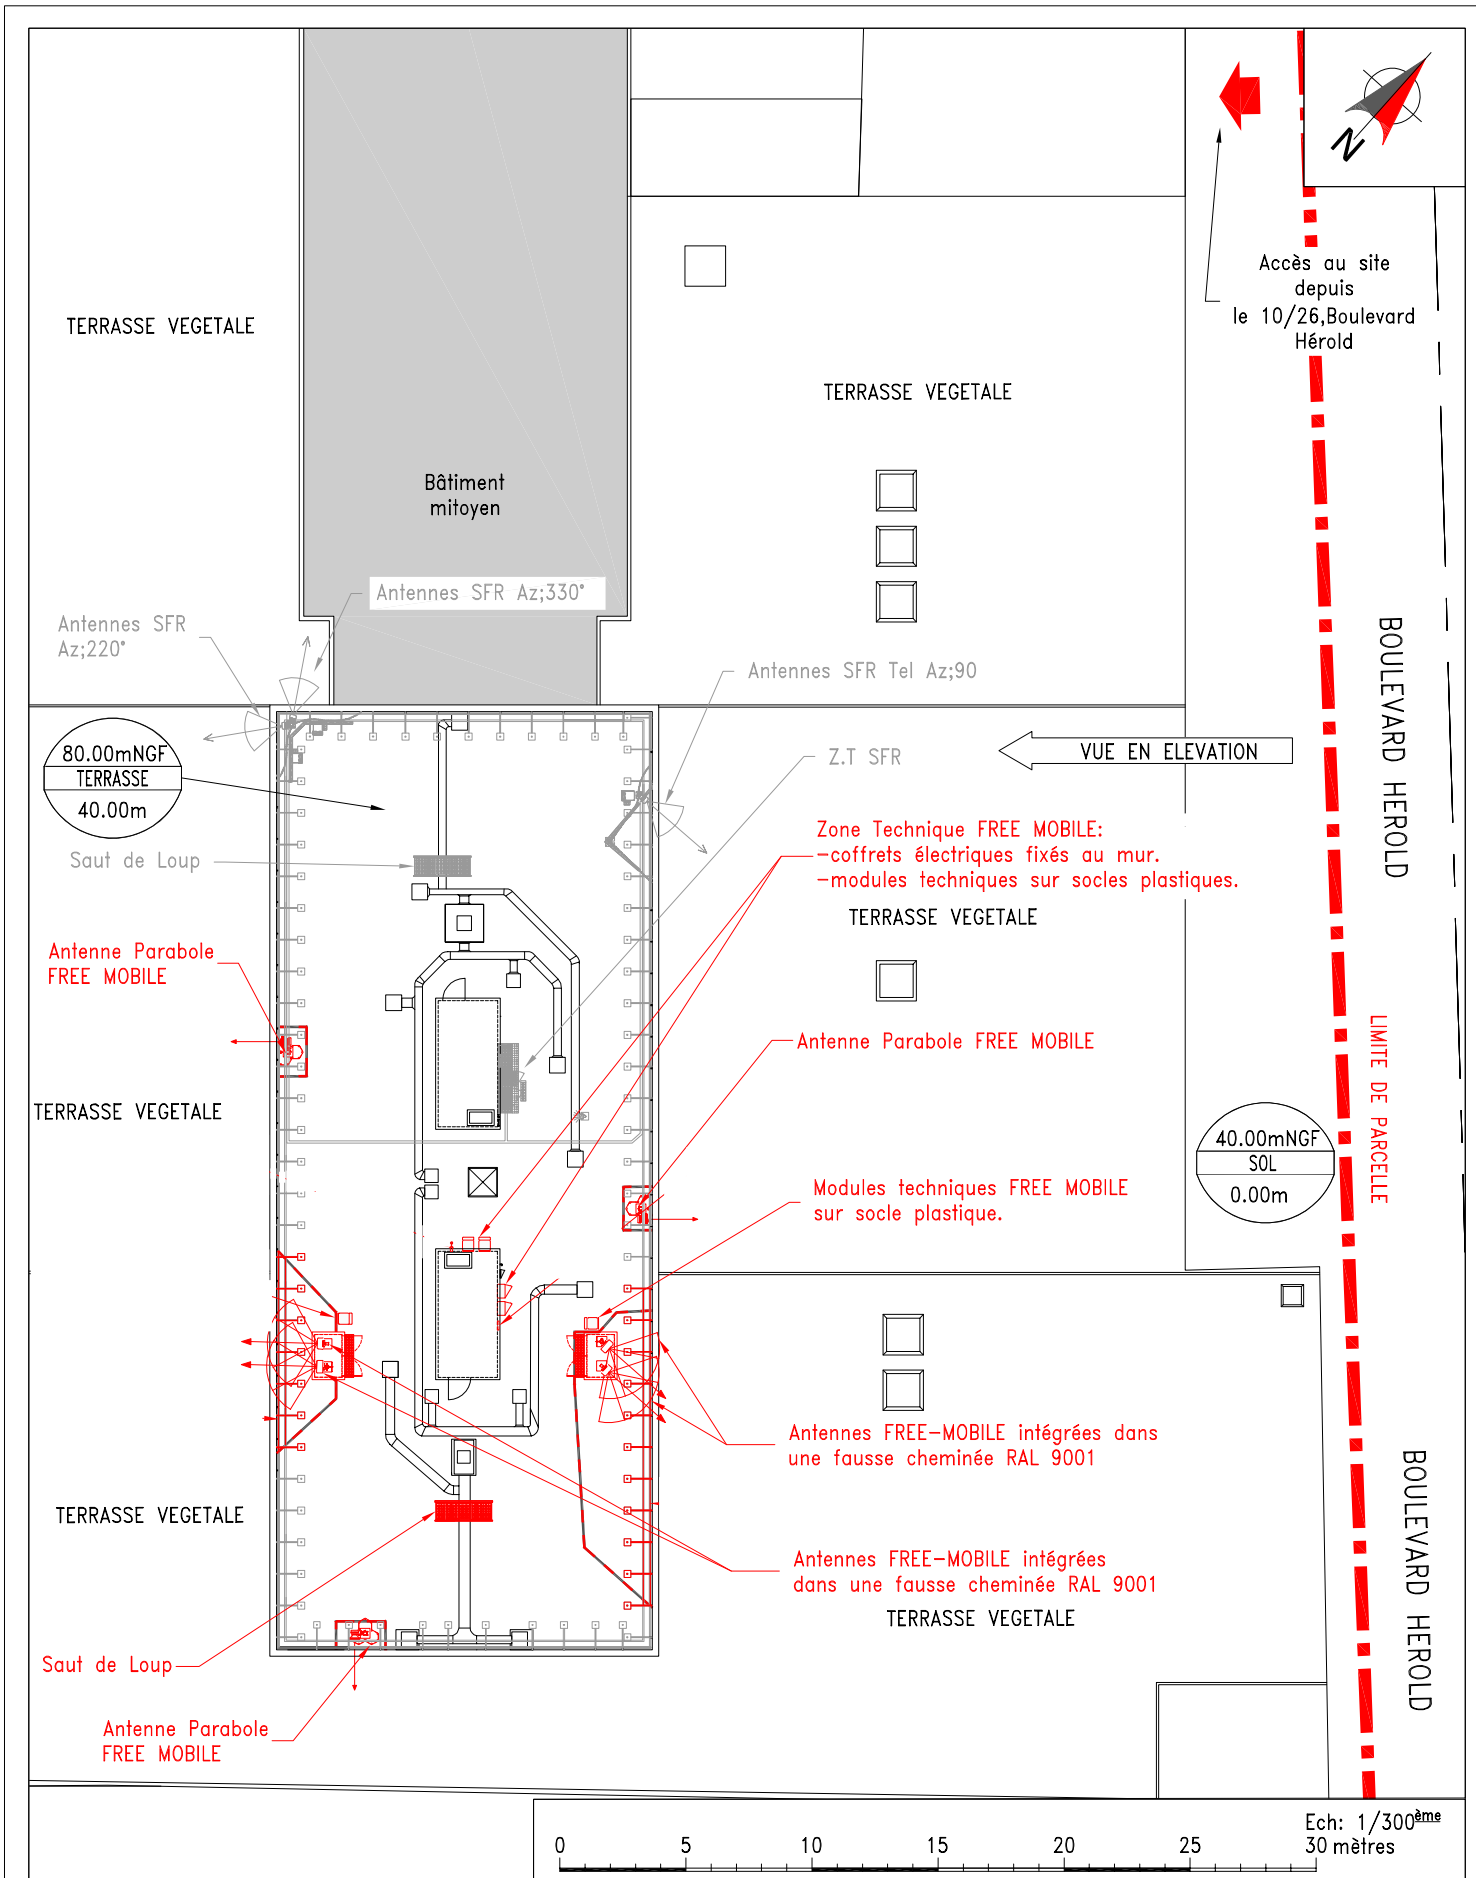 N
Accès au site
depuis
le 10/26,Boulevard
Hérold
TERRASSE VEGETALE
TERRASSE VEGETALE
Bâtiment
mitoyen
Antennes SFR Az;330°
Antennes SFR
Az;220°
Antennes SFR Tel Az;90
BOULEVARD HEROLD
80.00mNGF
TERRASSE
40.00m
Z.T SFR
VUE EN ELEVATION
Saut de Loup
Zone Technique FREE MOBILE:
-coffrets électriques fixés au mur.
-modules techniques sur socles plastiques.
TERRASSE VEGETALE
Antenne Parabole
FREE MOBILE
Antenne Parabole FREE MOBILE
LIMITE DE PARCELLE
TERRASSE VEGETALE
40.00mNGF
SOL
0.00m
Modules techniques FREE MOBILE
sur socle plastique.
Antennes FREE-MOBILE intégrées dans
une fausse cheminée RAL 9001
BOULEVARD HEROLD
TERRASSE VEGETALE
Antennes FREE-MOBILE intégrées
dans une fausse cheminée RAL 9001
TERRASSE VEGETALE
Saut de Loup
Antenne Parabole
FREE MOBILE
Ech: 1/300ème
0 5 10 15 20 25 30 mètres